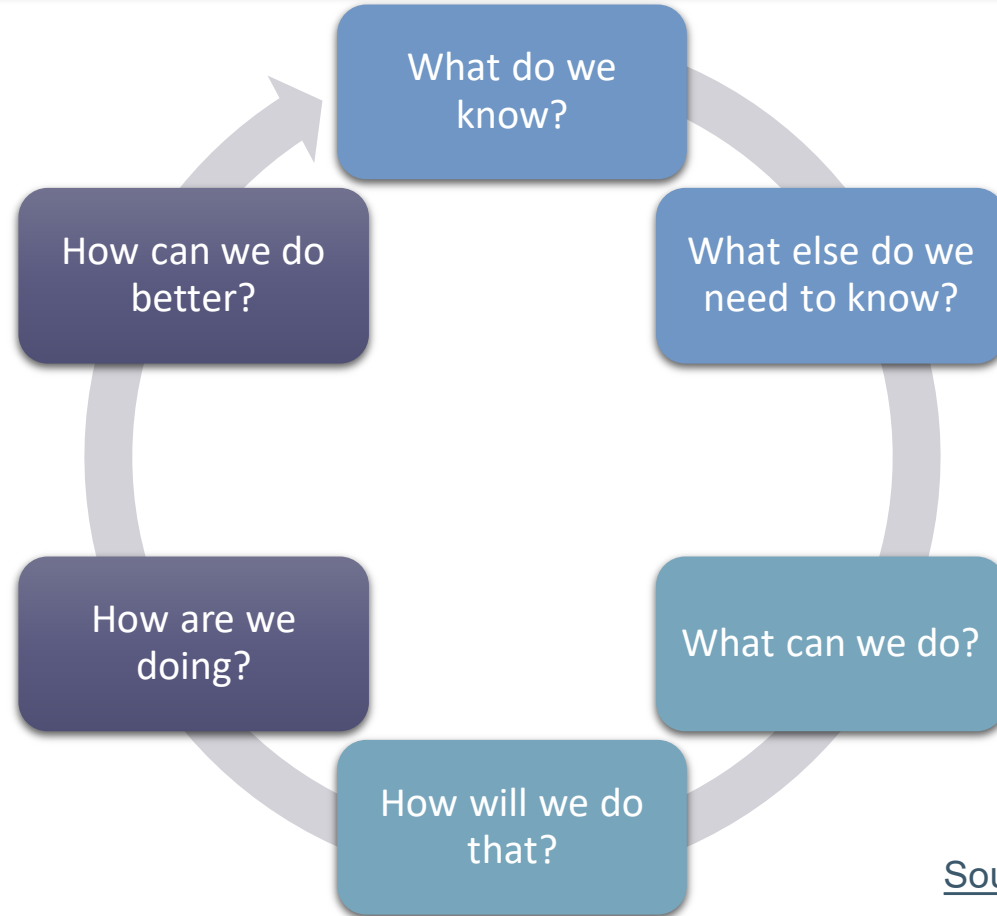 What do we
know?
What else do we
need to know?
What can we do?
How will we do
that?
How are we
doing?
How can we do
better?